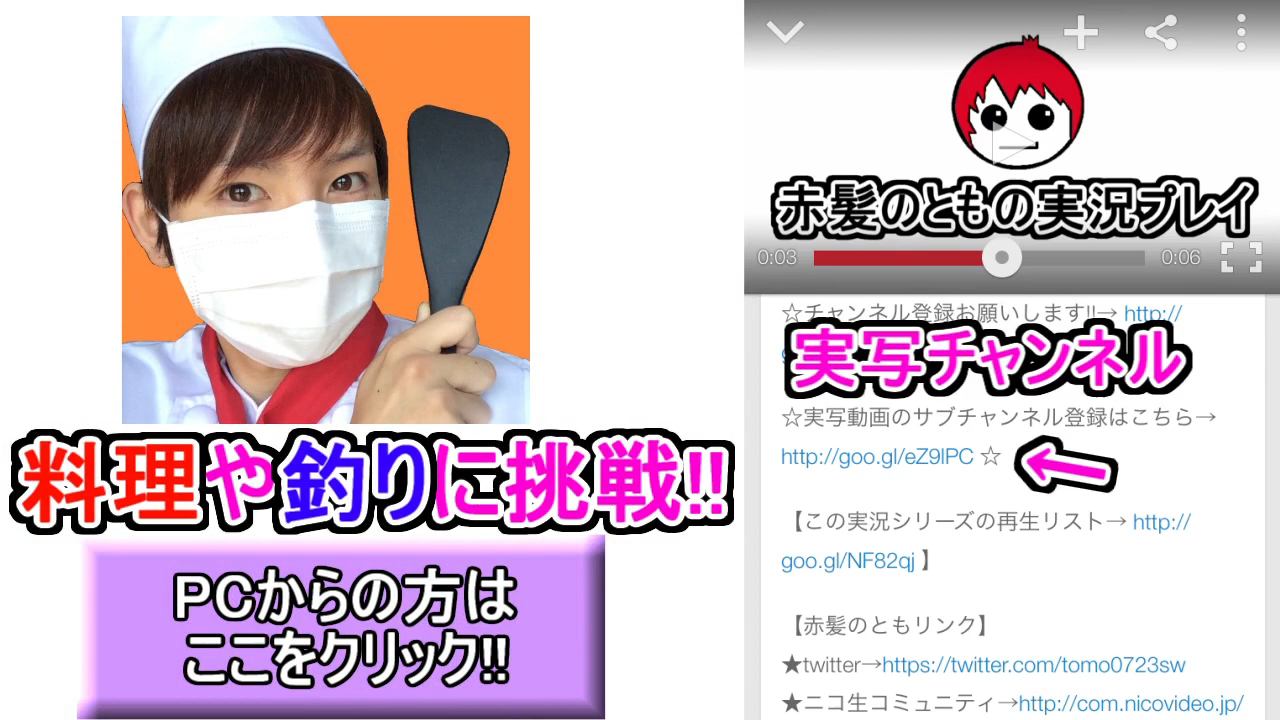 料理や釣りに挑戦!!
PCからの方は
ここをクリック!!
赤髪のともの実況プレイ
0:03
0:06
☆チャンネル登録お願いします!!→ http://
実写チャンネル
☆実写動画のサブチャンネル登録はこちら→
http://goo.gl/eZ9lPC ☆
【この実況シリーズの再生リスト→ http://
goo.gl/NF82qj 】
【赤髪のともリンク】
★twitter→https://twitter.com/tomo0723sw
★ニコ生コミュニティ→http://com.nicovideo.jp/